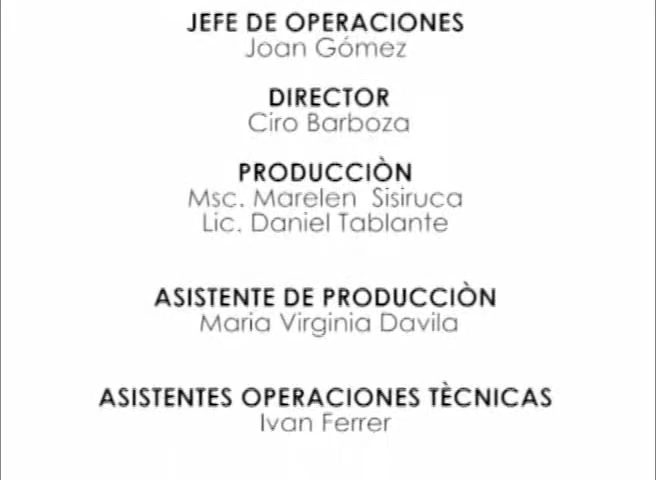 JEFE DE OPERACIONES
Joan Gómez
DIRECTOR
Ciro Barboza
PRODUCCIÒN
Msc. Marelen Sisiruca
Lic. Daniel Tablante
ASISTENTE DE PRODUCCIÒN
Maria Virginia Davila
ASISTENTES OPERACIONES TÈCNICAS
Ivan Ferrer